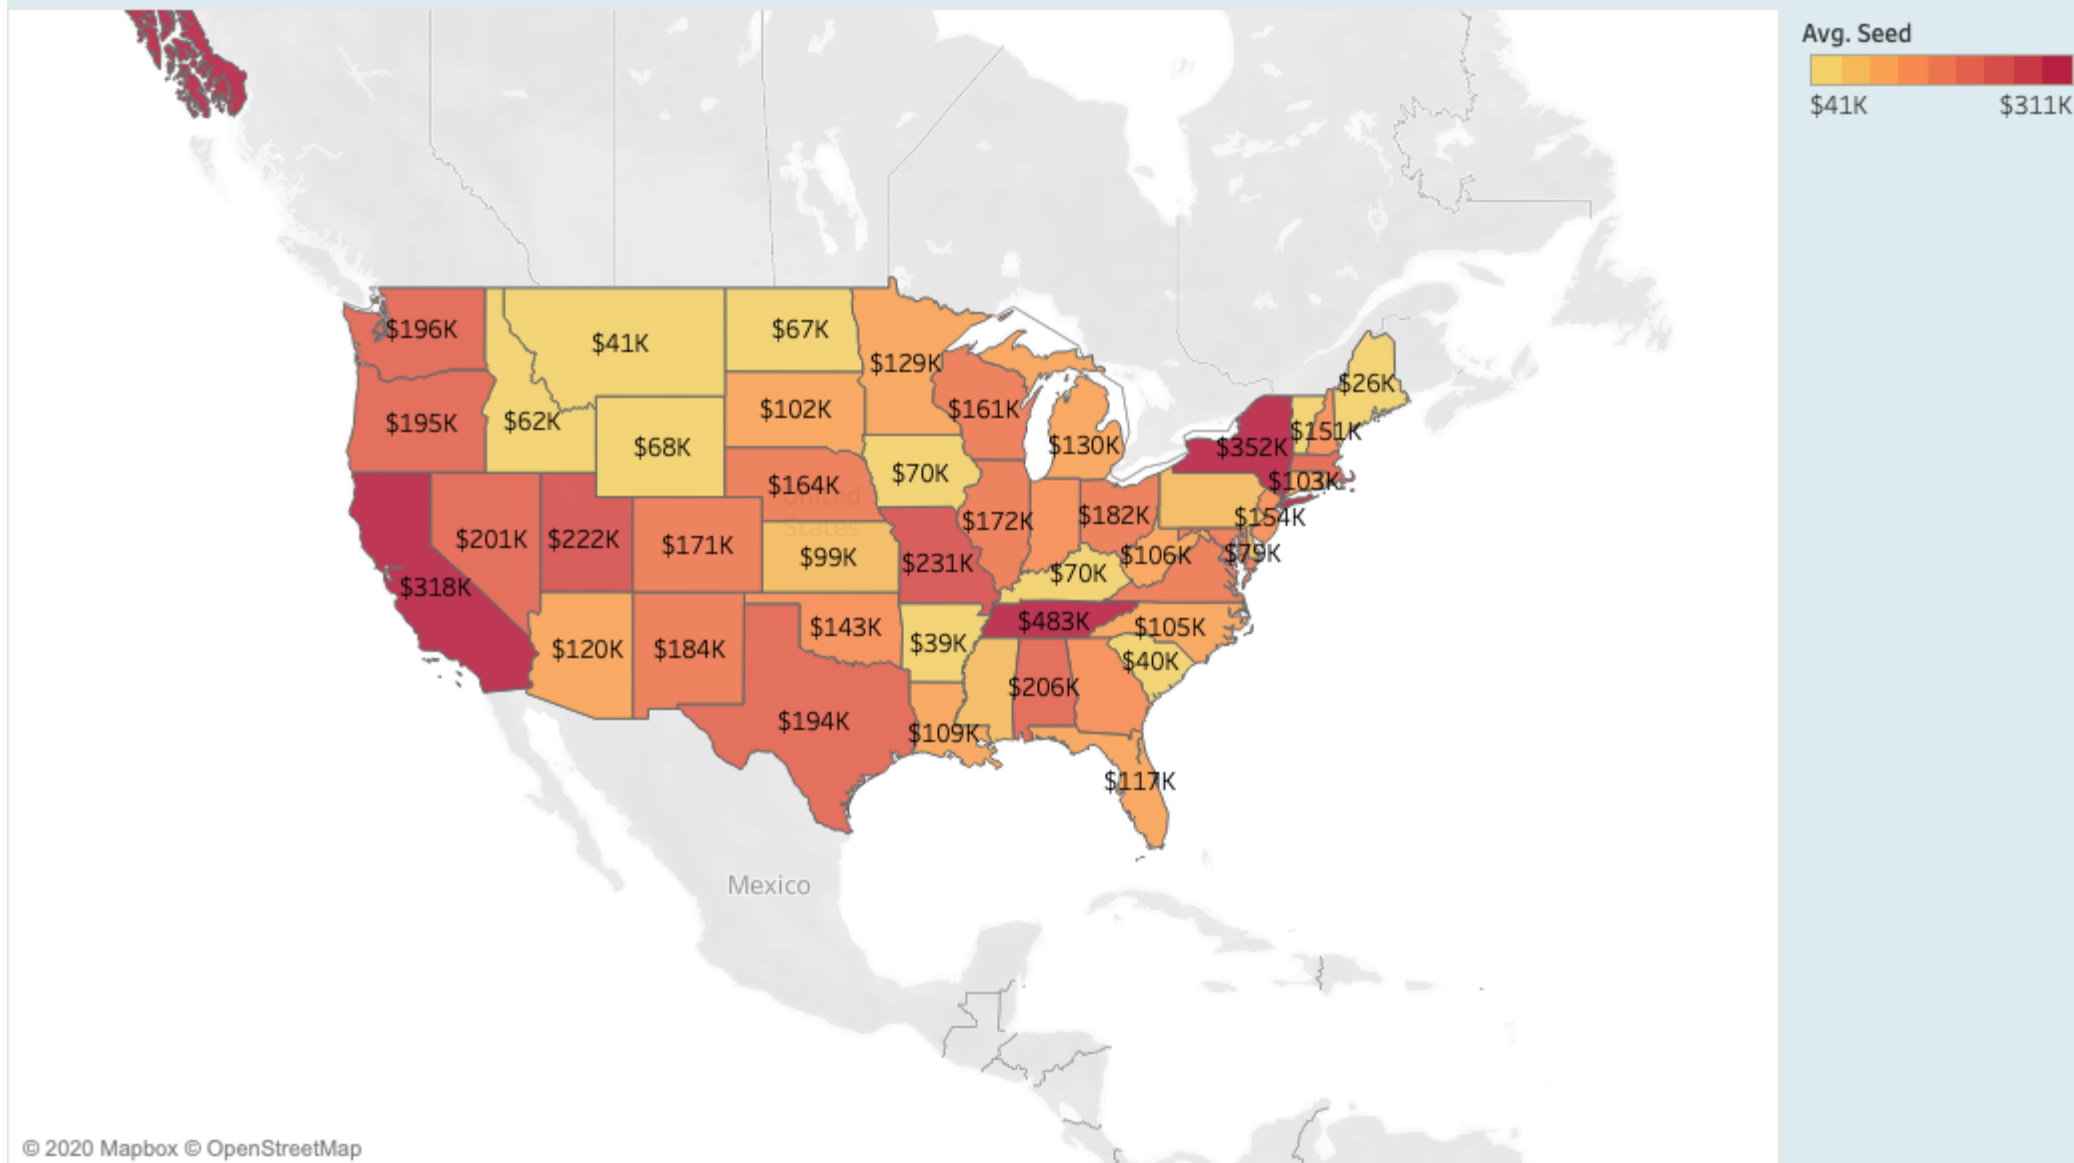 Avg. Seed
$41K
$311K
$196K
$41K
$67K
$129K
$26K
$195K
$62K
$68K
$102K
$161K
$130K
$352K
$151K
$164K
$70K
$103K
United
States
$201K
$222K
$171K
$99K
$231K
$172K
$182K
$154K
$106K
$79K
$318K
$70K
$120K
$184K
$143K
$39K
$483K
$105K
$40K
$194K
$109K
$206K
$117K
Mexico
© 2020 Mapbox © OpenStreetMap